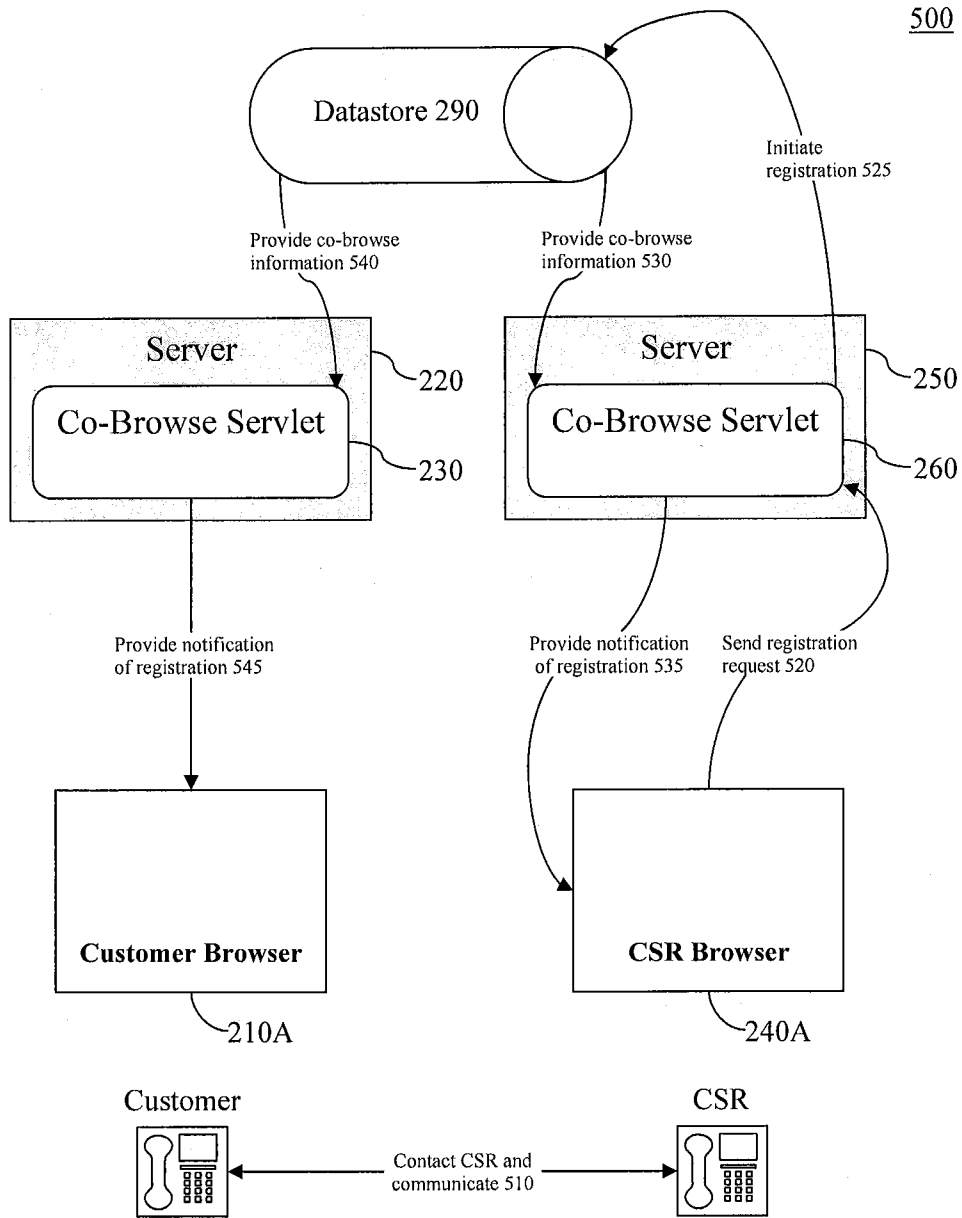 500
Datastore 290
Initiate
registration 525
Provide co-browse
information 540
Provide co-browse
information 530
Server
220
Co-Browse Servlet
230
Server
250
Co-Browse Servlet
260
Provide notification
of registration 545
Provide notification
of registration 535
Send registration
request 520
Customer Browser
210A
CSR Browser
240A
Customer
CSR
Contact CSR and
communicate 510